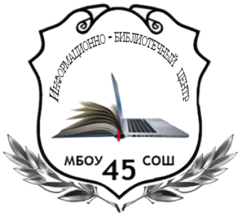 ИНФОРМАЦИОННО - БИБЛИОТЕЧНЫЙ ЦЕНТР
МБОУ 45 СОШ